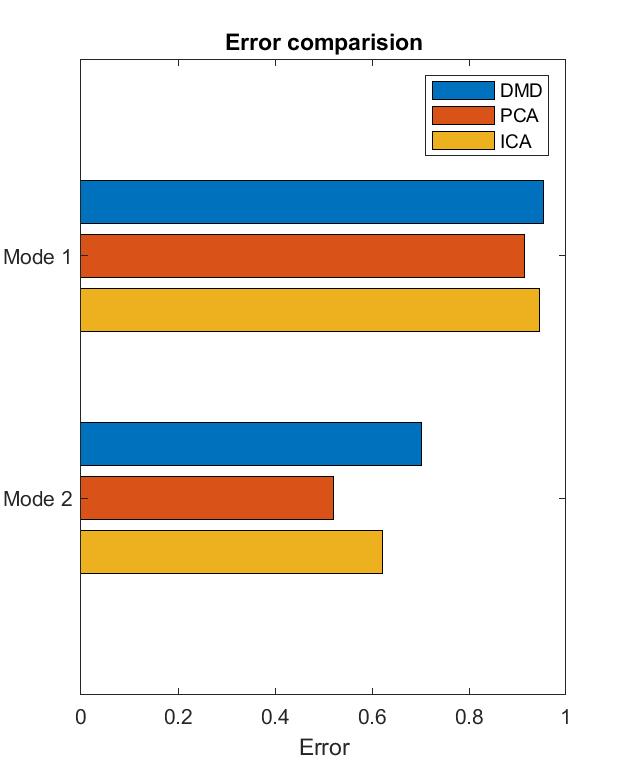 Error comparision
DMD
PCA
ICA
Mode 1
Mode 2
0 0.2 0.4 0.6 0.8 1
Error